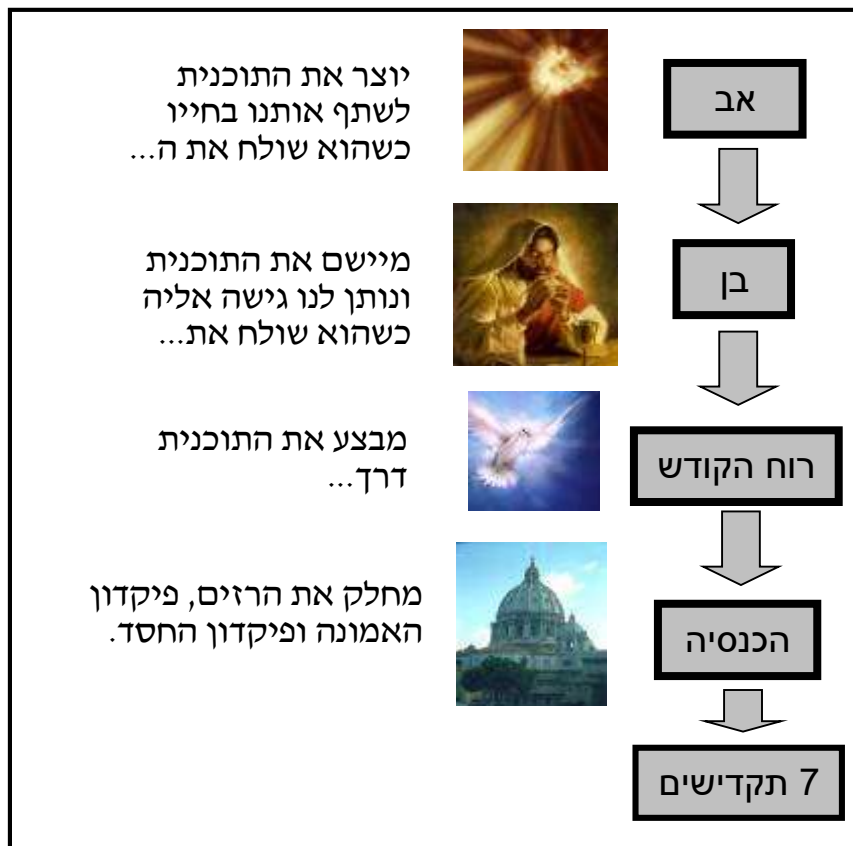 אב
יוצר את התוכנית
לשתף אותנו בחייו
כשהוא שולח את ה...
בן
מיישם את התוכנית
ונותן לנו גישה אליה
כשהוא שולח את...
רוח הקודש
מבצע את התוכנית
דרך...
הכנסיה
מחלק את הרזים, פיקדון
האמונה ופיקדון החסד.
7 תקדישים